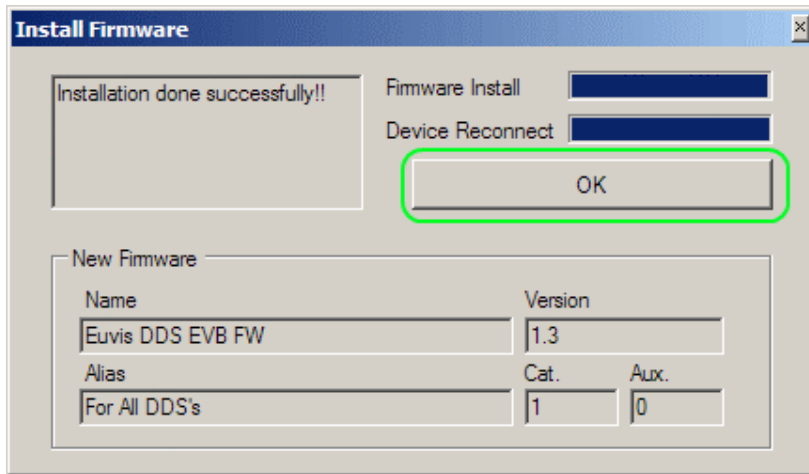 Install Firmware
Installation done successfully!!
Firmware Install
Device Reconnect
OK
New Firmware
Name
Version
Euvis DDS EVB FW
1.3
Alias
Cat.
Aux.
For All DDS's
1
0